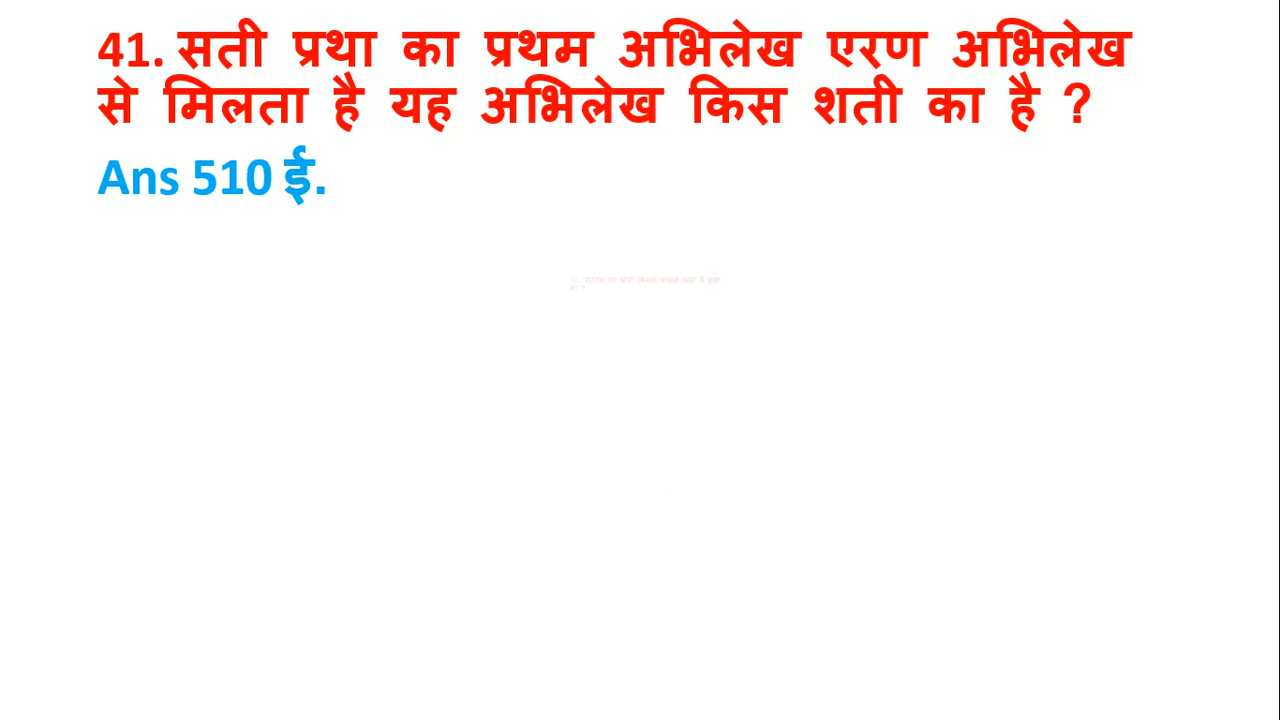 41. सती प्रथा का प्रथम अभिलेख एरण अभिलेख
से मिलता है यह अभिलेख किस शती का है ?
Ans 510 ई.